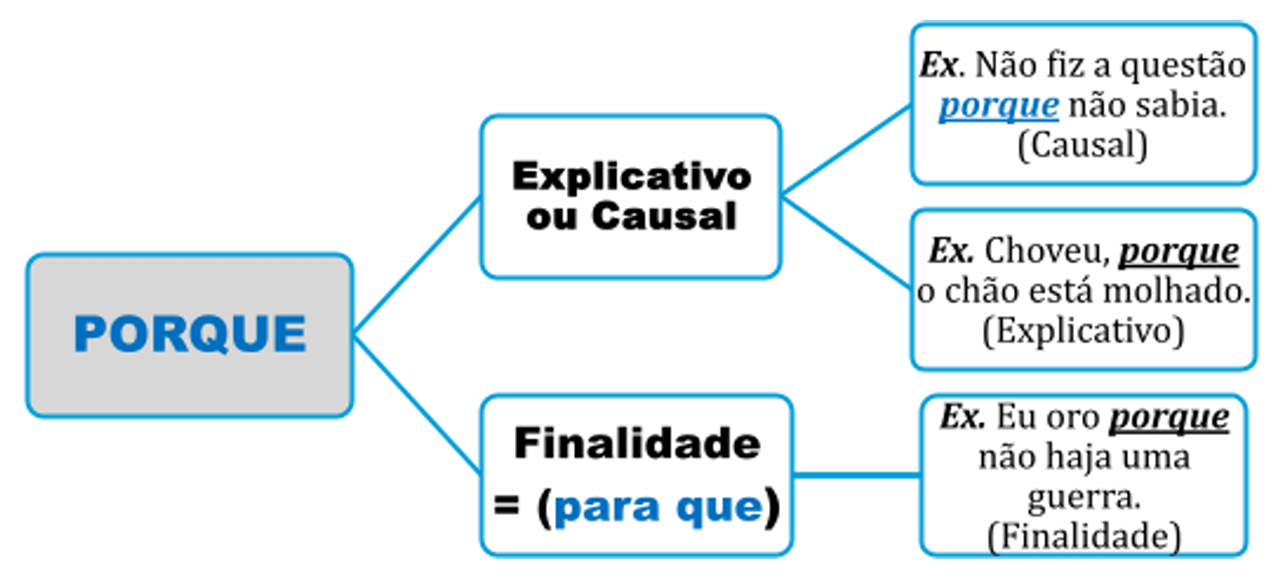 PORQUE
Explicativo
ou Causal
Ex. Não fiz a questão
porque não sabia.
(Causal)
Ex. Choveu, porque
o chão está molhado.
(Explicativo)
Finalidade
= (para que)
Ex. Eu oro porque
não haja uma
guerra.
(Finalidade)